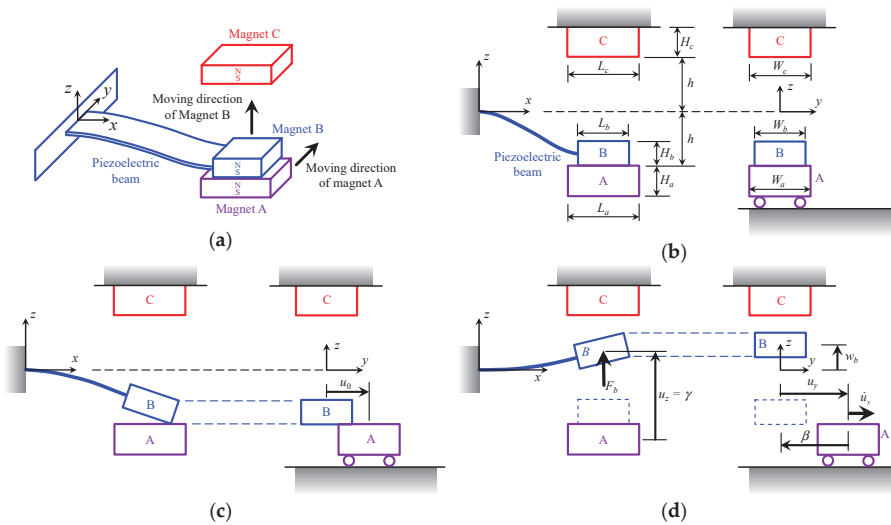 Magnet C
N
S
z
y
x
Moving direction
of Magnet B
Magnet B
N
S
Piezoelectric
beam
N
S
Magnet A
Moving direction
of magnet A
(a)
C
H_c
L_c
C
W_c
z
x
h
z
y
h
L_b
B
H_b
Piezoelectric
beam
A
H_a
L_a
W_b
B
W_a
A
(b)
C
C
z
x
z
y
u_0
B
B
A
A
(c)
C
C
z
x
B
F_b
u_z = γ
A
B
z
y
w_b
u_y
u̇_y
β
A
(d)